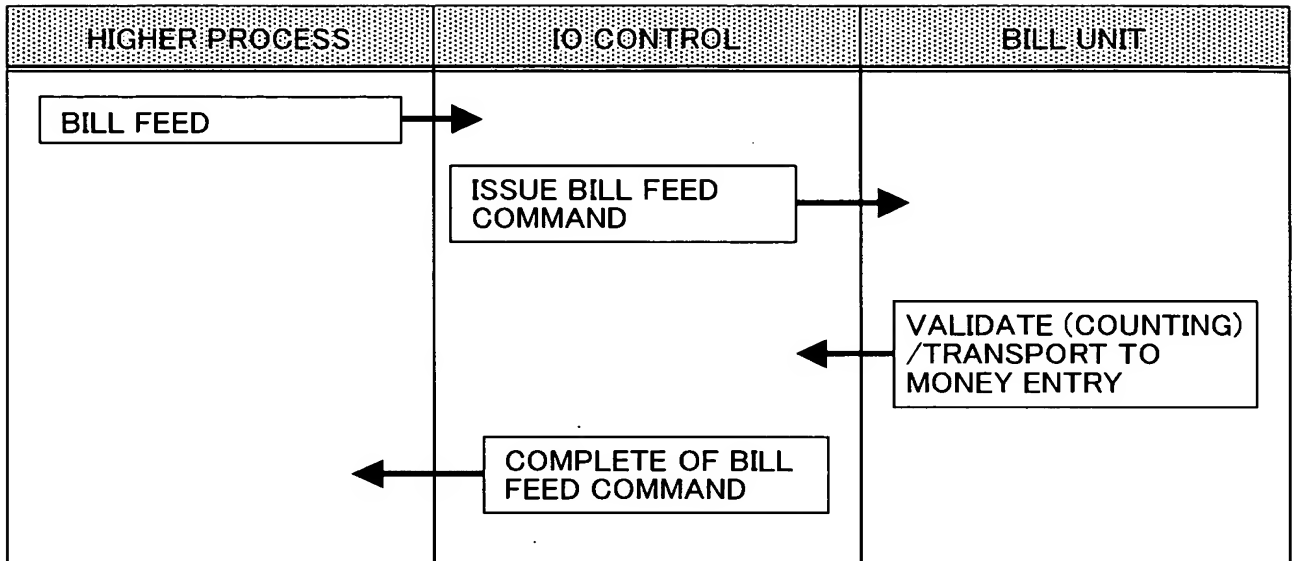 HIGHER PROCESS
IO CONTROL
BILL UNIT
BILL FEED
ISSUE BILL FEED
COMMAND
VALIDATE (COUNTING)
/TRANSPORT TO
MONEY ENTRY
COMPLETE OF BILL
FEED COMMAND